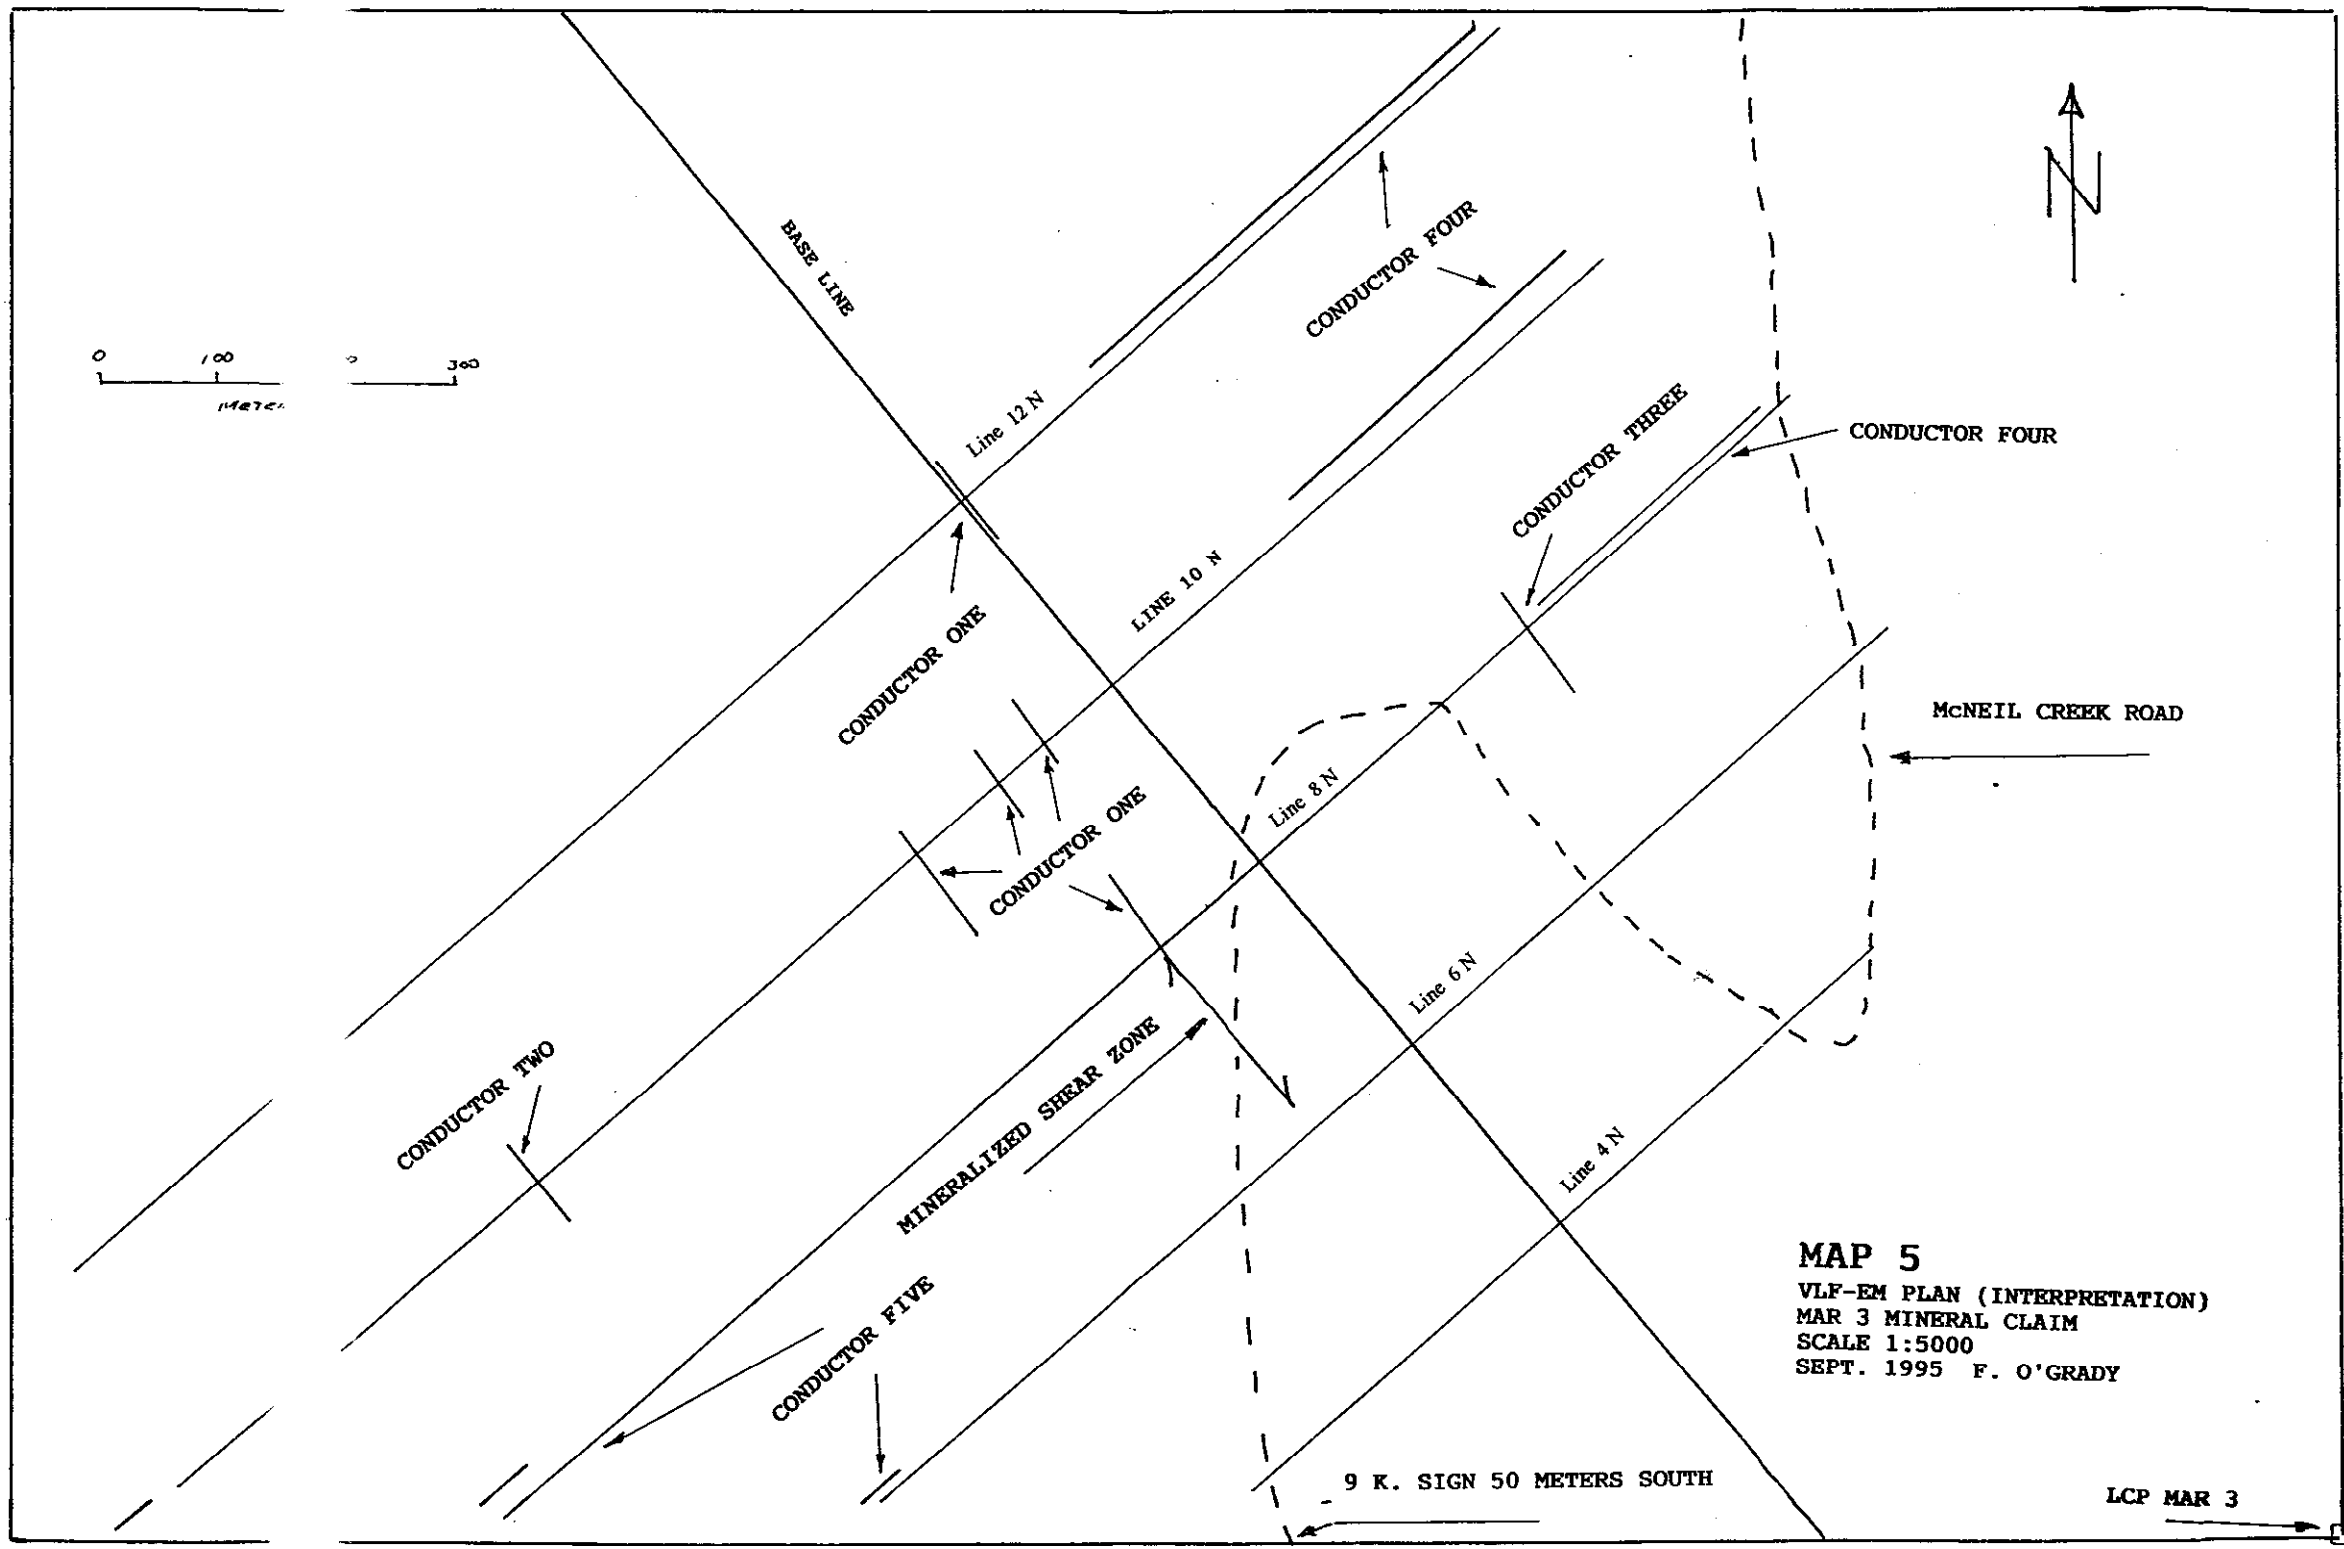 N
BASE LINE
CONDUCTOR FOUR
0 100 300
Line 12 N
CONDUCTOR THREE
CONDUCTOR FOUR
LINE 10 N
CONDUCTOR ONE
McNEIL CREEK ROAD
Line 8 N
CONDUCTOR ONE
Line 6 N
CONDUCTOR TWO
MINERALIZED SHEAR ZONE
Line 4 N
CONDUCTOR FIVE
MAP 5
VLF-EM PLAN (INTERPRETATION)
MAR 3 MINERAL CLAIM
SCALE 1:5000
SEPT. 1995 F. O'GRADY
9 K. SIGN 50 METERS SOUTH
LCP MAR 3